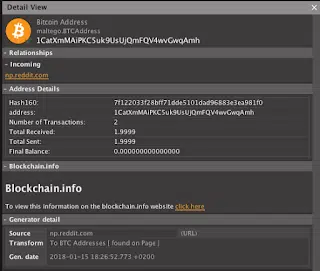 Detail View
Bitcoin Address
maltego.BTCAddress
1CatXmMAiPKCSuk9UsUjQmFQV4wvGwqAmh
- Relationships
- Incoming
np.reddit.com
- Address Details
Hash160: 7f122033f28bff71dde5101dad96883e3ea981f0
address: 1CatXmMAiPKCSuk9UsUjQmFQV4wvGwqAmh
Number of Transactions: 2
Total Received: 1.9999
Total Sent: 1.9999
Final Balance: 0.000000000000000
- Blockchain.info
Blockchain.info
To view this information on the blockchain.info website click here
- Generator detail
Source np.reddit.com (URL)
Transform To BTC Addresses [ found on Page ]
Gen. date 2018-01-15 18:26:52.773 +0200